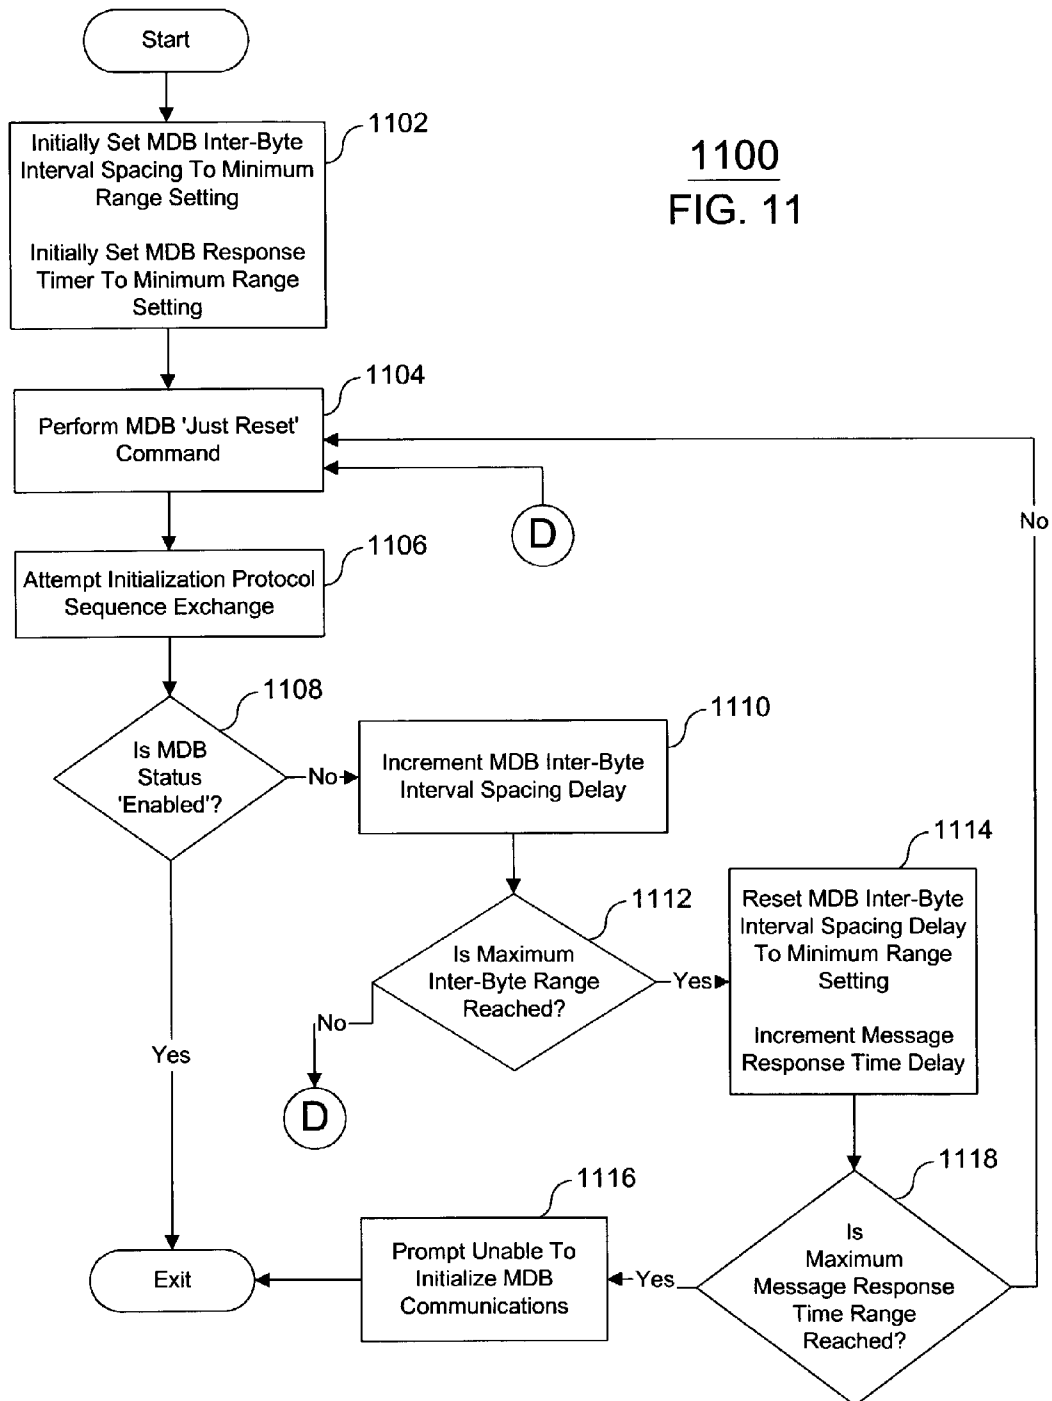 Start
1102
Initially Set MDB Inter-Byte
Interval Spacing To Minimum
Range Setting
Initially Set MDB Response
Timer To Minimum Range
Setting
1100
FIG. 11
1104
Perform MDB 'Just Reset'
Command
D
No
1106
Attempt Initialization Protocol
Sequence Exchange
1108
Is MDB
Status
'Enabled'?
No
1110
Increment MDB Inter-Byte
Interval Spacing Delay
1112
Is Maximum
Inter-Byte Range
Reached?
Yes
No
D
1114
Reset MDB Inter-Byte
Interval Spacing Delay
To Minimum Range
Setting
Increment Message
Response Time Delay
Yes
1118
Is
Maximum
Message Response
Time Range
Reached?
Yes
1116
Prompt Unable To
Initialize MDB
Communications
Exit